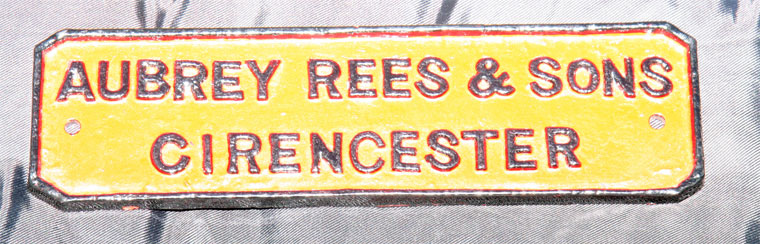 AUBREY REES & SONS
CIRENCESTER